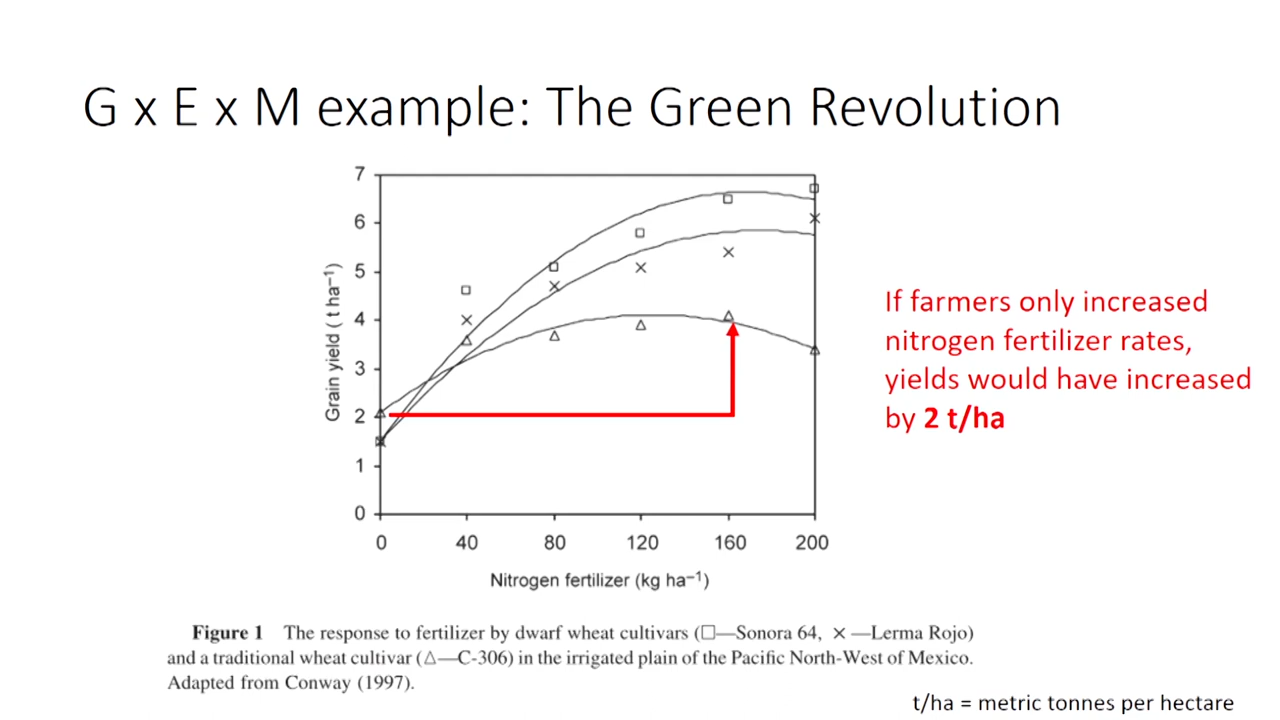 G x E x M example: The Green Revolution
7
6
5
4
3
2
1
0
Grain yield ( t ha⁻¹)
0 40 80 120 160 200
Nitrogen fertilizer (kg ha⁻¹)
If farmers only increased
nitrogen fertilizer rates,
yields would have increased
by 2 t/ha
Figure 1 The response to fertilizer by dwarf wheat cultivars (□—Sonora 64, × —Lerma Rojo)
and a traditional wheat cultivar (△—C-306) in the irrigated plain of the Pacific North-West of Mexico.
Adapted from Conway (1997).
t/ha = metric tonnes per hectare